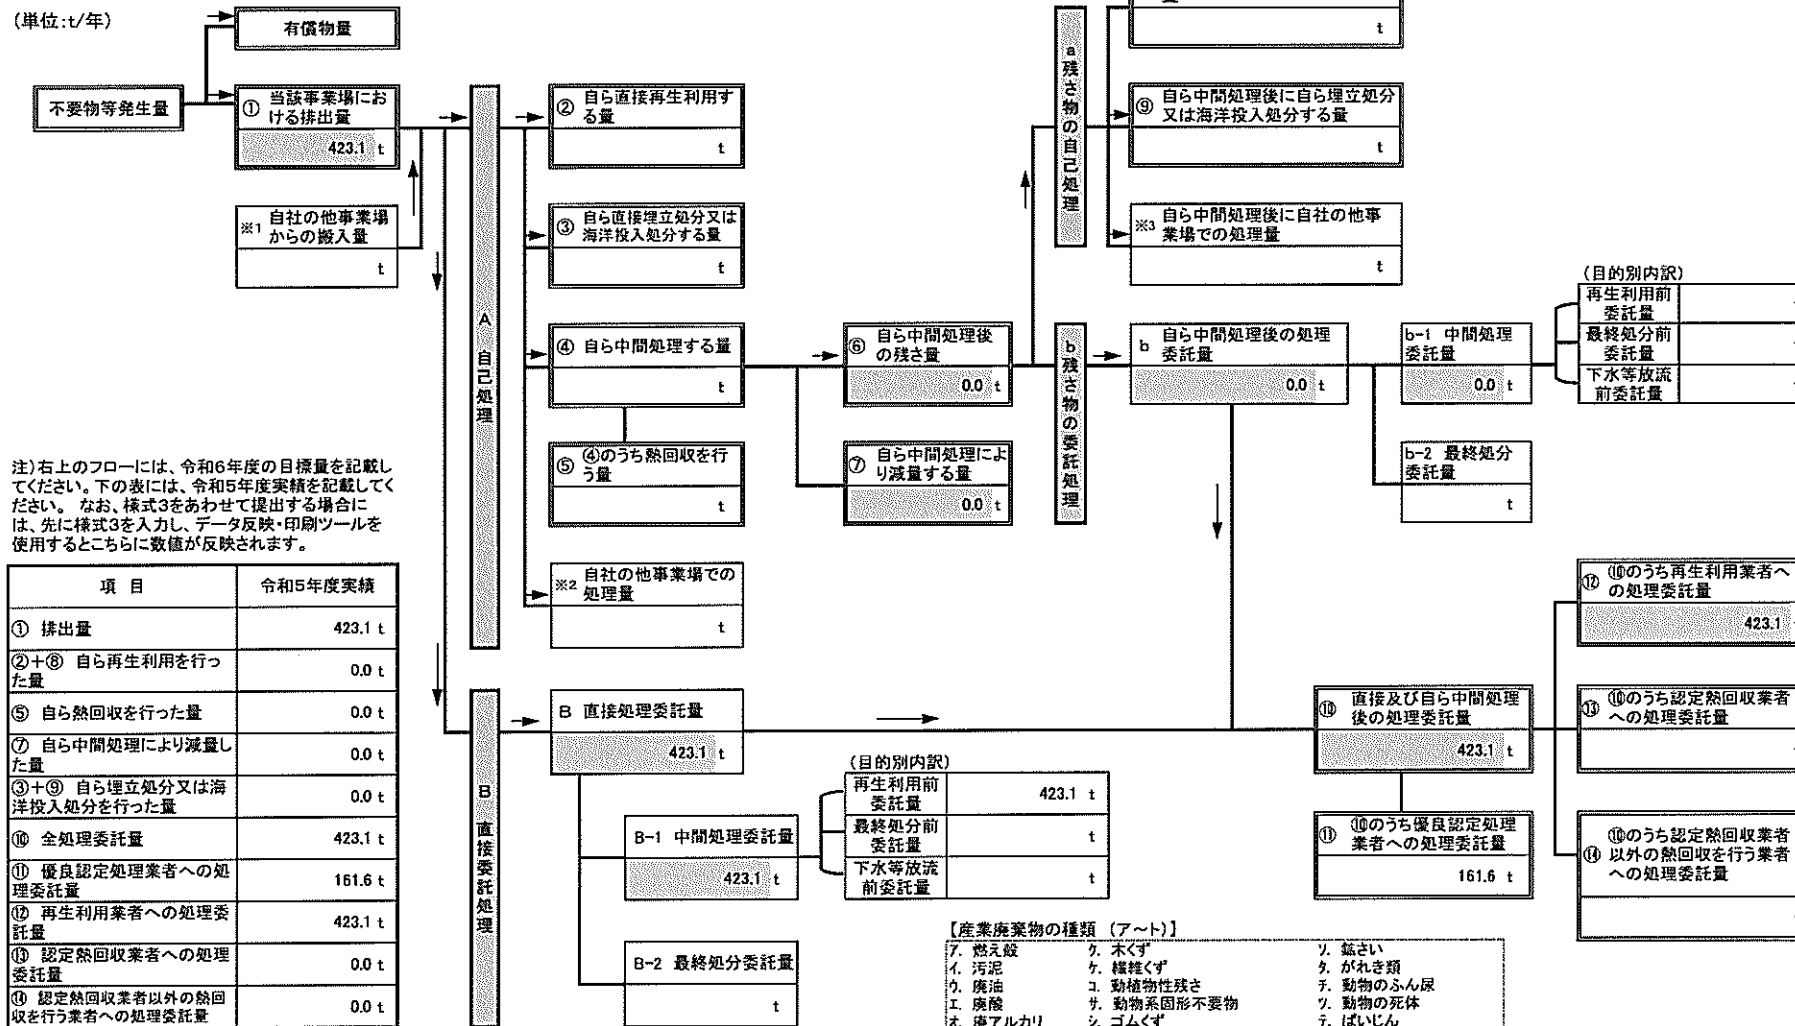 (単位:t/年)
有償物量
不要物等発生量
① 当該事業場にお
ける排出量
423.1 t
※1 自社の他事業場
からの搬入量
t
A 自己処理
② 自ら直接再生利用す
る量
t
③ 自ら直接埋立処分又は
海洋投入処分する量
t
④ 自ら中間処理する量
t
⑤ ④のうち熱回収を行
う量
t
※2 自社の他事業場での
処理量
t
⑥ 自ら中間処理後
の残さ量
0.0 t
⑦ 自ら中間処理によ
り減量する量
0.0 t
a 残さ物の自己処理
t
⑨ 自ら中間処理後に自ら埋立処分
又は海洋投入処分する量
t
※3 自ら中間処理後に自社の他事
業場での処理量
t
b 残さ物の委託処理
b 自ら中間処理後の処理
委託量
0.0 t
b-1 中間処理
委託量
0.0 t
(目的別内訳)
再生利用前
委託量
最終処分前
委託量
下水等放流
前委託量
b-2 最終処分
委託量
t
注)右上のフローには、令和6年度の目標量を記載し
てください。下の表には、令和5年度実績を記載してく
ださい。 なお、様式3をあわせて提出する場合に
は、先に様式3を入力し、データ反映・印刷ツールを
使用するとこちらに数値が反映されます。
項 目 令和5年度実績
① 排出量 423.1 t
②+⑧ 自ら再生利用を行っ
た量 0.0 t
⑤ 自ら熱回収を行った量 0.0 t
⑦ 自ら中間処理により減量し
た量 0.0 t
③+⑨ 自ら埋立処分又は海
洋投入処分を行った量 0.0 t
⑩ 全処理委託量 423.1 t
⑪ 優良認定処理業者への処
理委託量 161.6 t
⑫ 再生利用業者への処理委
託量 423.1 t
⑬ 認定熱回収業者への処理
委託量 0.0 t
⑭ 認定熱回収業者以外の熱回
収を行う業者への処理委託量 0.0 t
B 直接委託処理
B 直接処理委託量
423.1 t
B-1 中間処理委託量
423.1 t
(目的別内訳)
再生利用前
委託量 423.1 t
最終処分前
委託量 t
下水等放流
前委託量 t
B-2 最終処分委託量
t
⑩ 直接及び自ら中間処理
後の処理委託量
423.1 t
⑪ ⑩のうち優良認定処理
業者への処理委託量
161.6 t
⑫ ⑩のうち再生利用業者へ
の処理委託量
423.1
⑬ ⑩のうち認定熱回収業者
への処理委託量
⑭ ⑩のうち認定熱回収業者
以外の熱回収を行う業者
への処理委託量
【産業廃棄物の種類 (ア～ト)】
ア. 燃え殻 ク. 木くず ソ. 鉱さい
イ. 汚泥 ケ. 繊維くず タ. がれき類
ウ. 廃油 コ. 動植物性残さ チ. 動物のふん尿
エ. 廃酸 サ. 動物系固形不要物 ツ. 動物の死体
オ. 廃アルカリ シ. ゴムくず テ. ばいじん